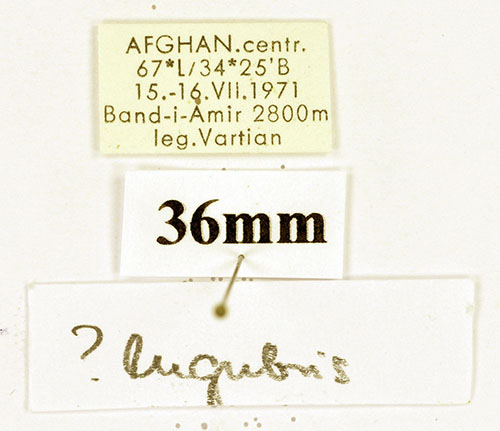 AFGHAN.centr.
67*L/34*25'B
15.-16.VII.1971
Band-i-Amir 2800m
leg.Vartian
36mm
? lugubris